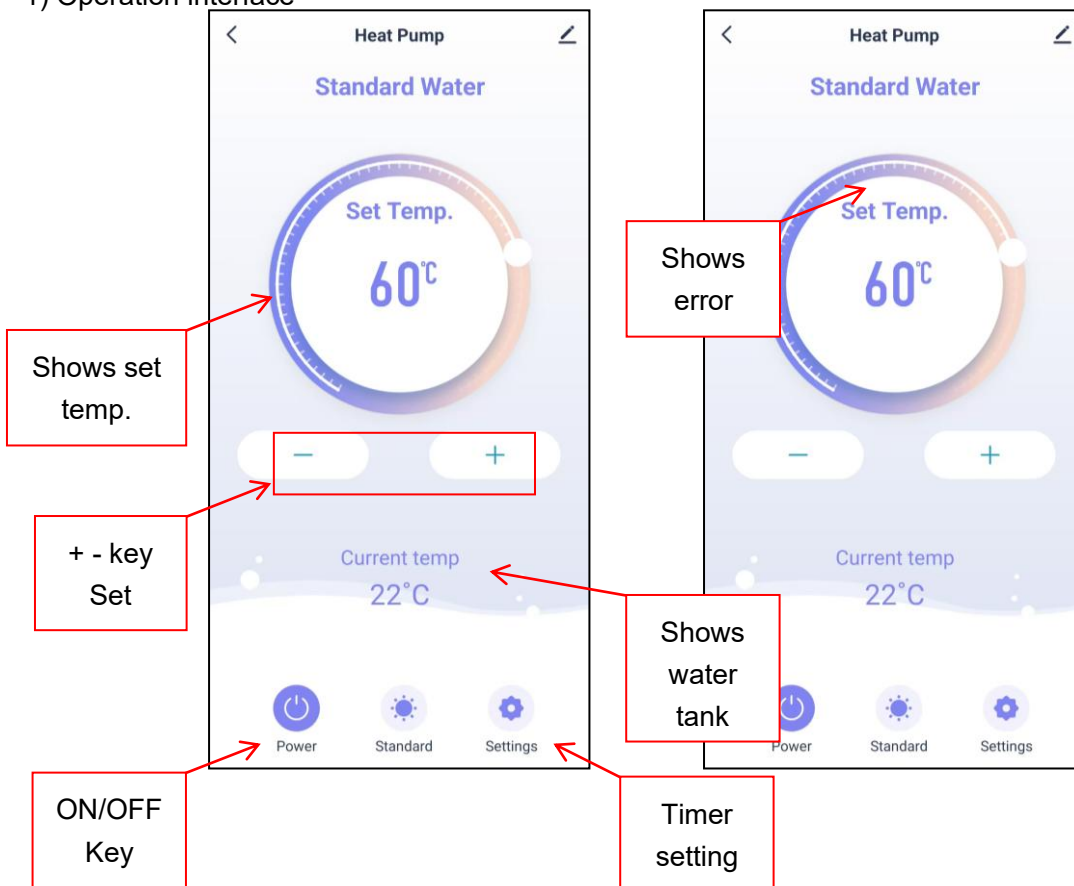 1) Operation interface
Heat Pump
Standard Water
Set Temp.
60°C
−
+
Current temp
22°C
Power
Standard
Settings
Shows set
temp.
+ - key
Set
ON/OFF
Key
Shows
water
tank
Timer
setting
Heat Pump
Standard Water
Set Temp.
60°C
−
+
Current temp
22°C
Power
Standard
Settings
Shows
error